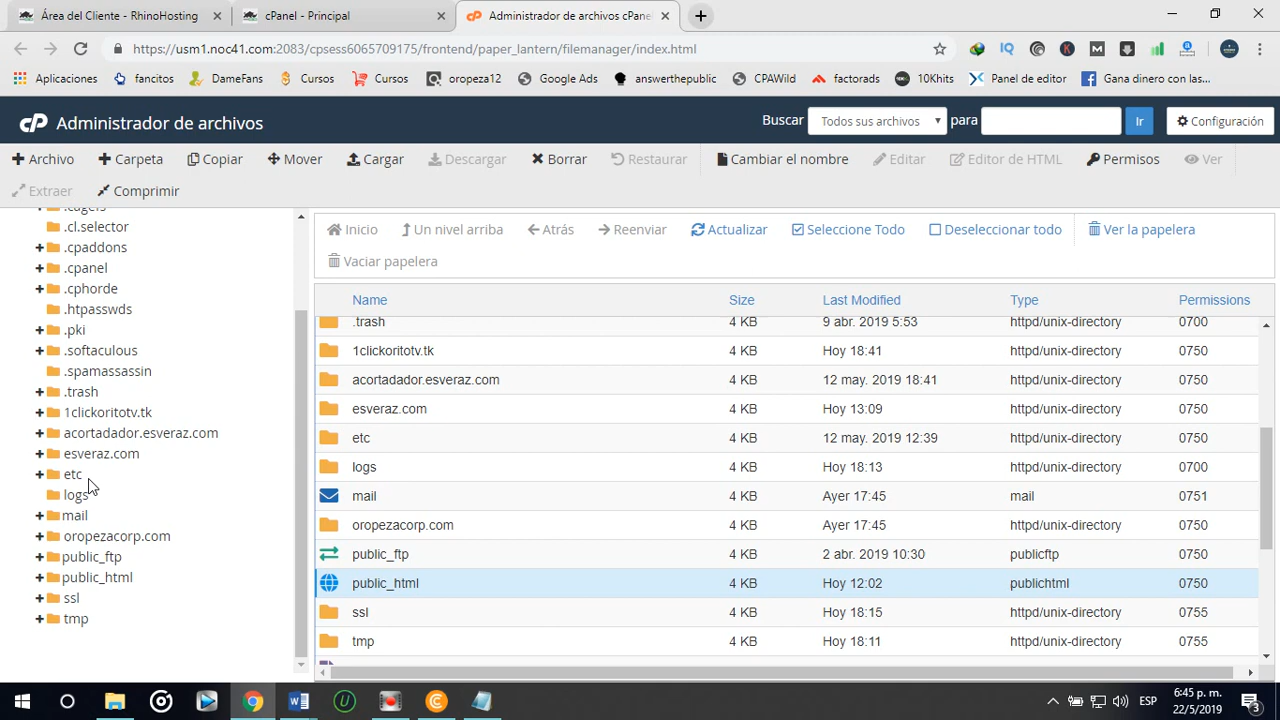 Área del Cliente - RhinoHosting
cPanel - Principal
Administrador de archivos cPane
https://usm1.noc41.com:2083/cpsess6065709175/frontend/paper_lantern/filemanager/index.html
Aplicaciones fancitos DameFans Cursos Cursos oropeza12 Google Ads answerthepublic CPAWild factorads 10Khits Panel de editor Gana dinero con las...
cP Administrador de archivos
Buscar Todos sus archivos para Ir Configuración
Archivo Carpeta Copiar Mover Cargar Descargar Borrar Restaurar Cambiar el nombre Editar Editor de HTML Permisos Ver
Extraer Comprimir
.cl.selector
.cpaddons
.cpanel
.cphorde
.htpasswds
.pki
.softaculous
.spamassassin
.trash
1clickoritotv.tk
acortadador.esveraz.com
esveraz.com
etc
logs
mail
oropezacorp.com
public_ftp
public_html
ssl
tmp
Inicio Un nivel arriba Atrás Reenviar Actualizar Seleccione Todo Deseleccionar todo Ver la papelera
Vaciar papelera
Name Size Last Modified Type Permissions
.trash 4 KB 9 abr. 2019 5:53 httpd/unix-directory 0700
1clickoritotv.tk 4 KB Hoy 18:41 httpd/unix-directory 0750
acortadador.esveraz.com 4 KB 12 may. 2019 18:41 httpd/unix-directory 0750
esveraz.com 4 KB Hoy 13:09 httpd/unix-directory 0750
etc 4 KB 12 may. 2019 12:39 httpd/unix-directory 0750
logs 4 KB Hoy 18:13 httpd/unix-directory 0700
mail 4 KB Ayer 17:45 mail 0751
oropezacorp.com 4 KB Ayer 17:45 httpd/unix-directory 0750
public_ftp 4 KB 2 abr. 2019 10:30 publicftp 0750
public_html 4 KB Hoy 12:02 publichtml 0750
ssl 4 KB Hoy 18:15 httpd/unix-directory 0755
tmp 4 KB Hoy 18:11 httpd/unix-directory 0755
ESP
6:45 p. m.
22/5/2019
3